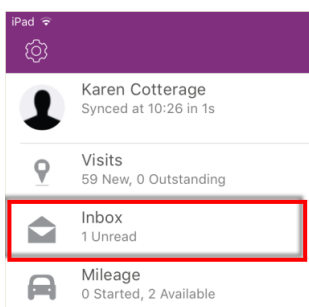 iPad
Karen Cotterage
Synced at 10:26 in 1s
Visits
59 New, 0 Outstanding
Inbox
1 Unread
Mileage
0 Started, 2 Available